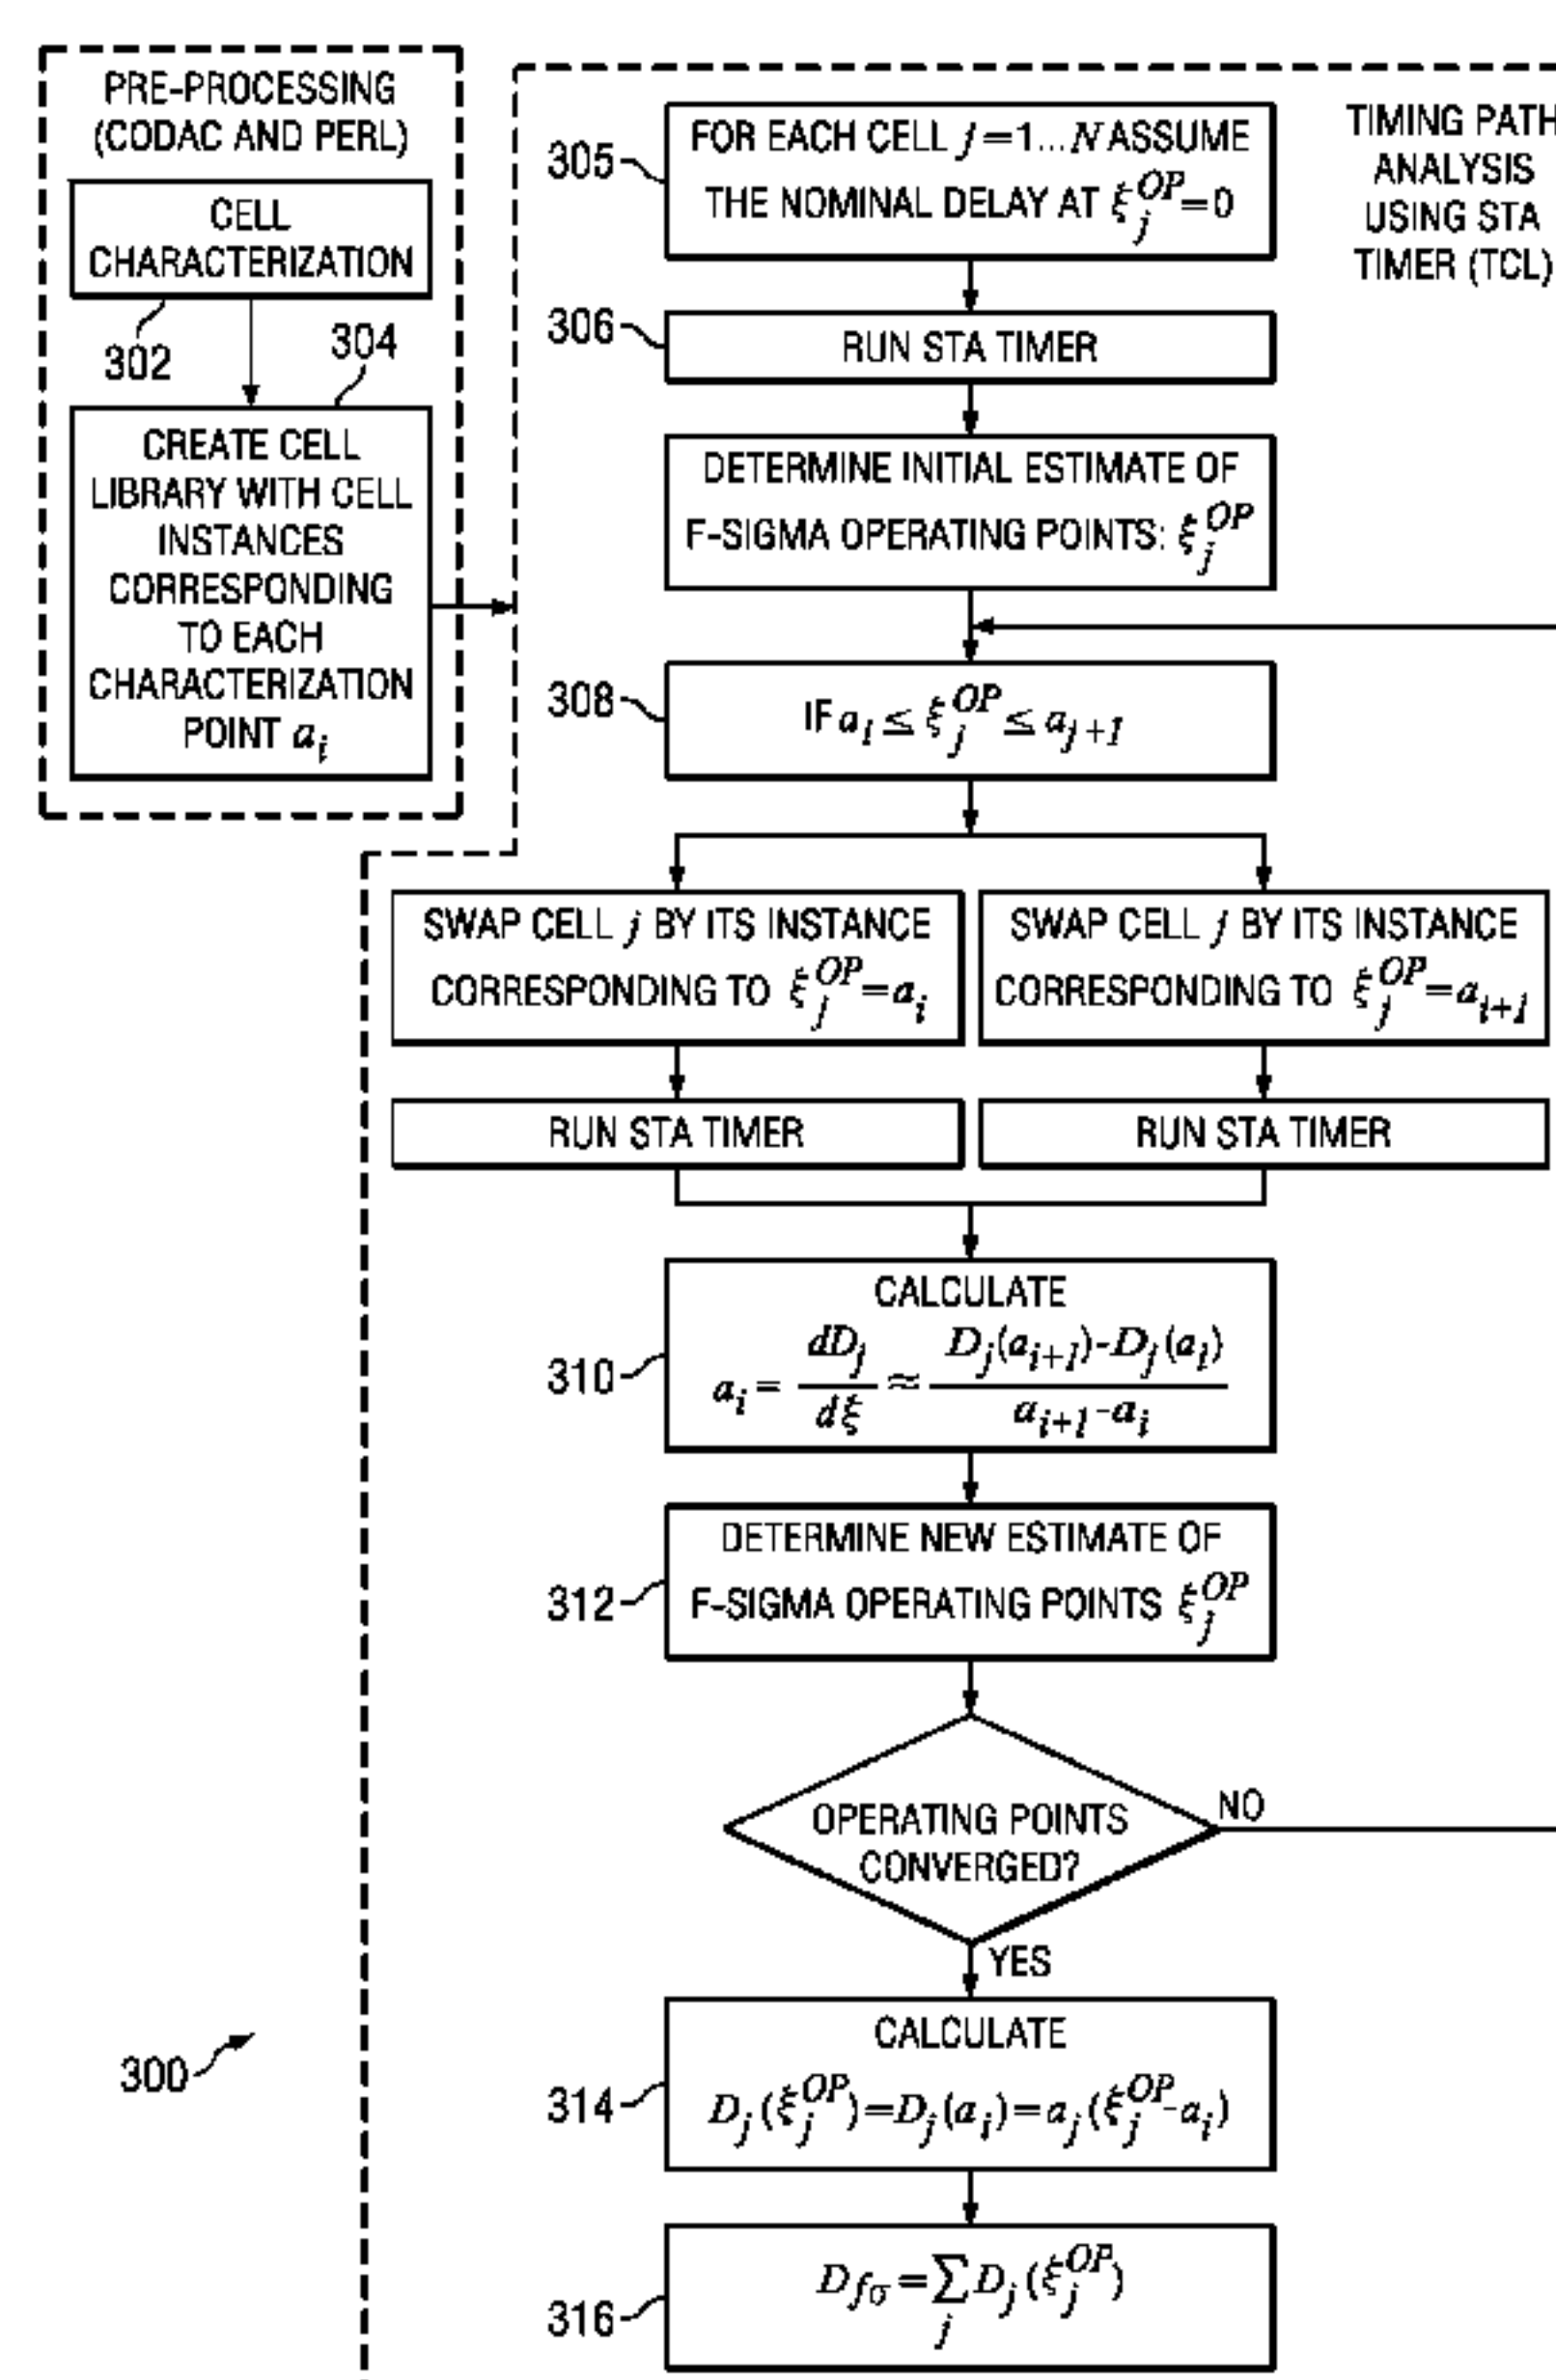 PRE-PROCESSING
(CODAC AND PERL)
CELL
CHARACTERIZATION
302
304
CREATE CELL
LIBRARY WITH CELL
INSTANCES
CORRESPONDING
TO EACH
CHARACTERIZATION
POINT a_i
TIMING PATH
ANALYSIS
USING STA
TIMER (TCL)
305
FOR EACH CELL j=1...N ASSUME
THE NOMINAL DELAY AT ξ_j^OP=0
306
RUN STA TIMER
DETERMINE INITIAL ESTIMATE OF
F-SIGMA OPERATING POINTS: ξ_j^OP
308
IF a_i ≤ ξ_j^OP ≤ a_j+1
SWAP CELL j BY ITS INSTANCE
CORRESPONDING TO ξ_j^OP=a_i
SWAP CELL j BY ITS INSTANCE
CORRESPONDING TO ξ_j^OP=a_i+1
RUN STA TIMER
RUN STA TIMER
310
CALCULATE
a_i = dD_j/dξ ≈ D_j(a_i+1)-D_j(a_i)/a_i+1-a_i
312
DETERMINE NEW ESTIMATE OF
F-SIGMA OPERATING POINTS ξ_j^OP
OPERATING POINTS
CONVERGED?
NO
YES
300
314
CALCULATE
D_j(ξ_j^OP)=D_j(a_i)=a_j(ξ_j^OP-a_i)
316
D_fσ=∑_j D_j(ξ_j^OP)